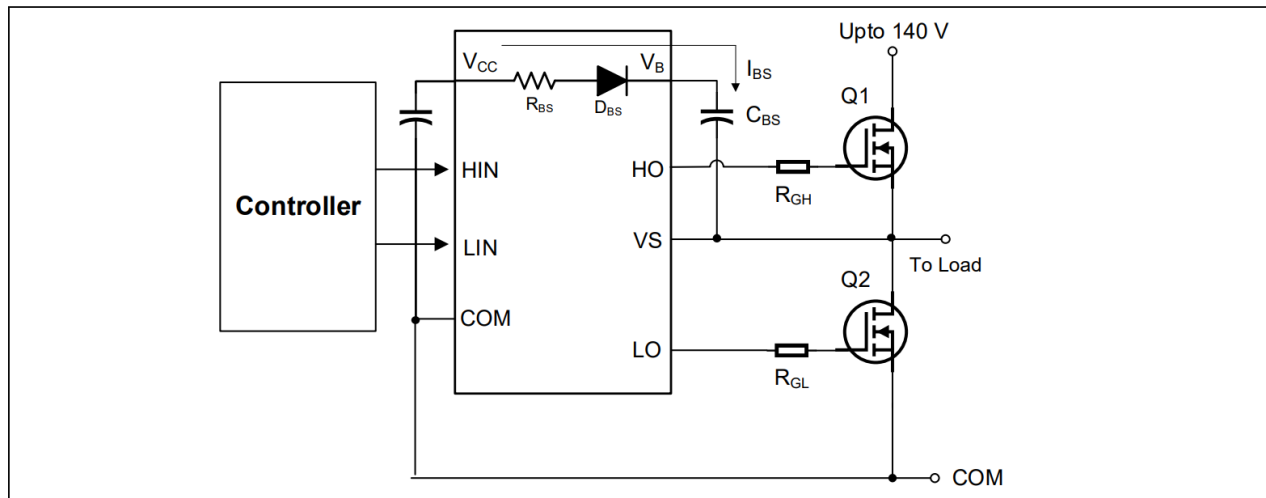 Upto 140 V
VCC
VB
IBS
RBS
DBS
CBS
Q1
Controller
HIN
HO
RGH
LIN
VS
To Load
Q2
COM
LO
RGL
COM